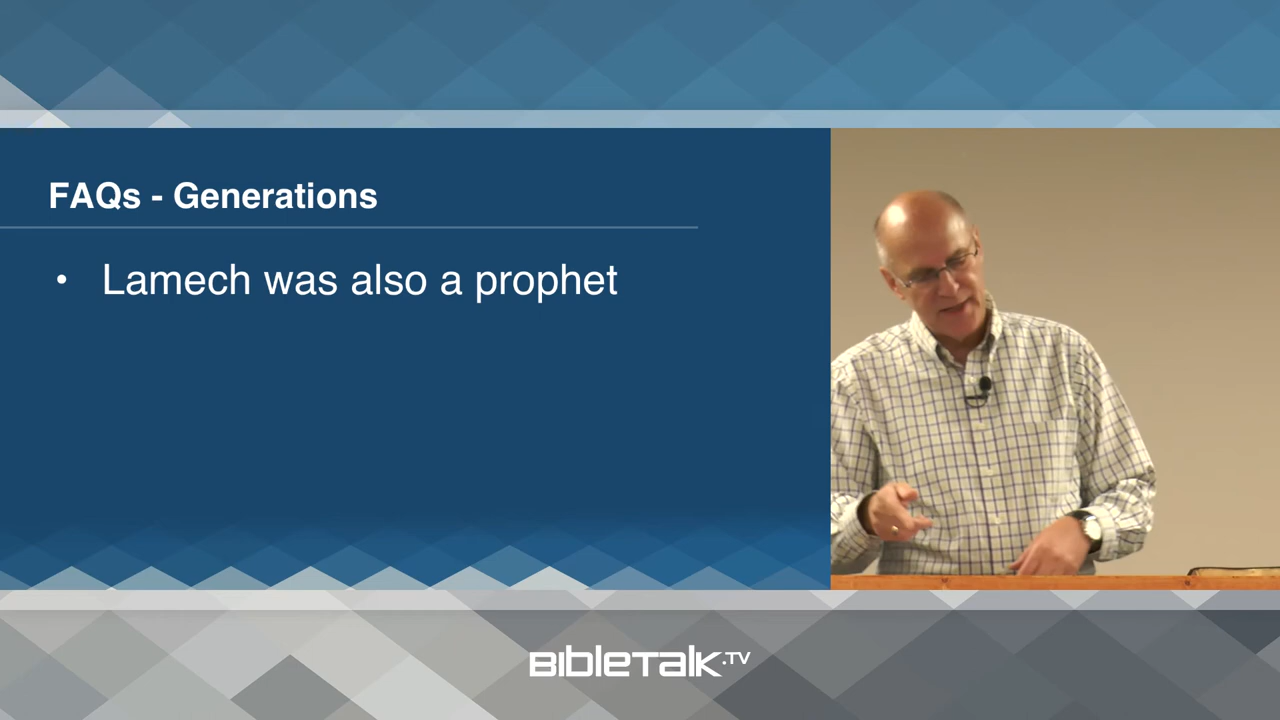 FAQs - Generations
• Lamech was also a prophet
BIBLETALK.TV